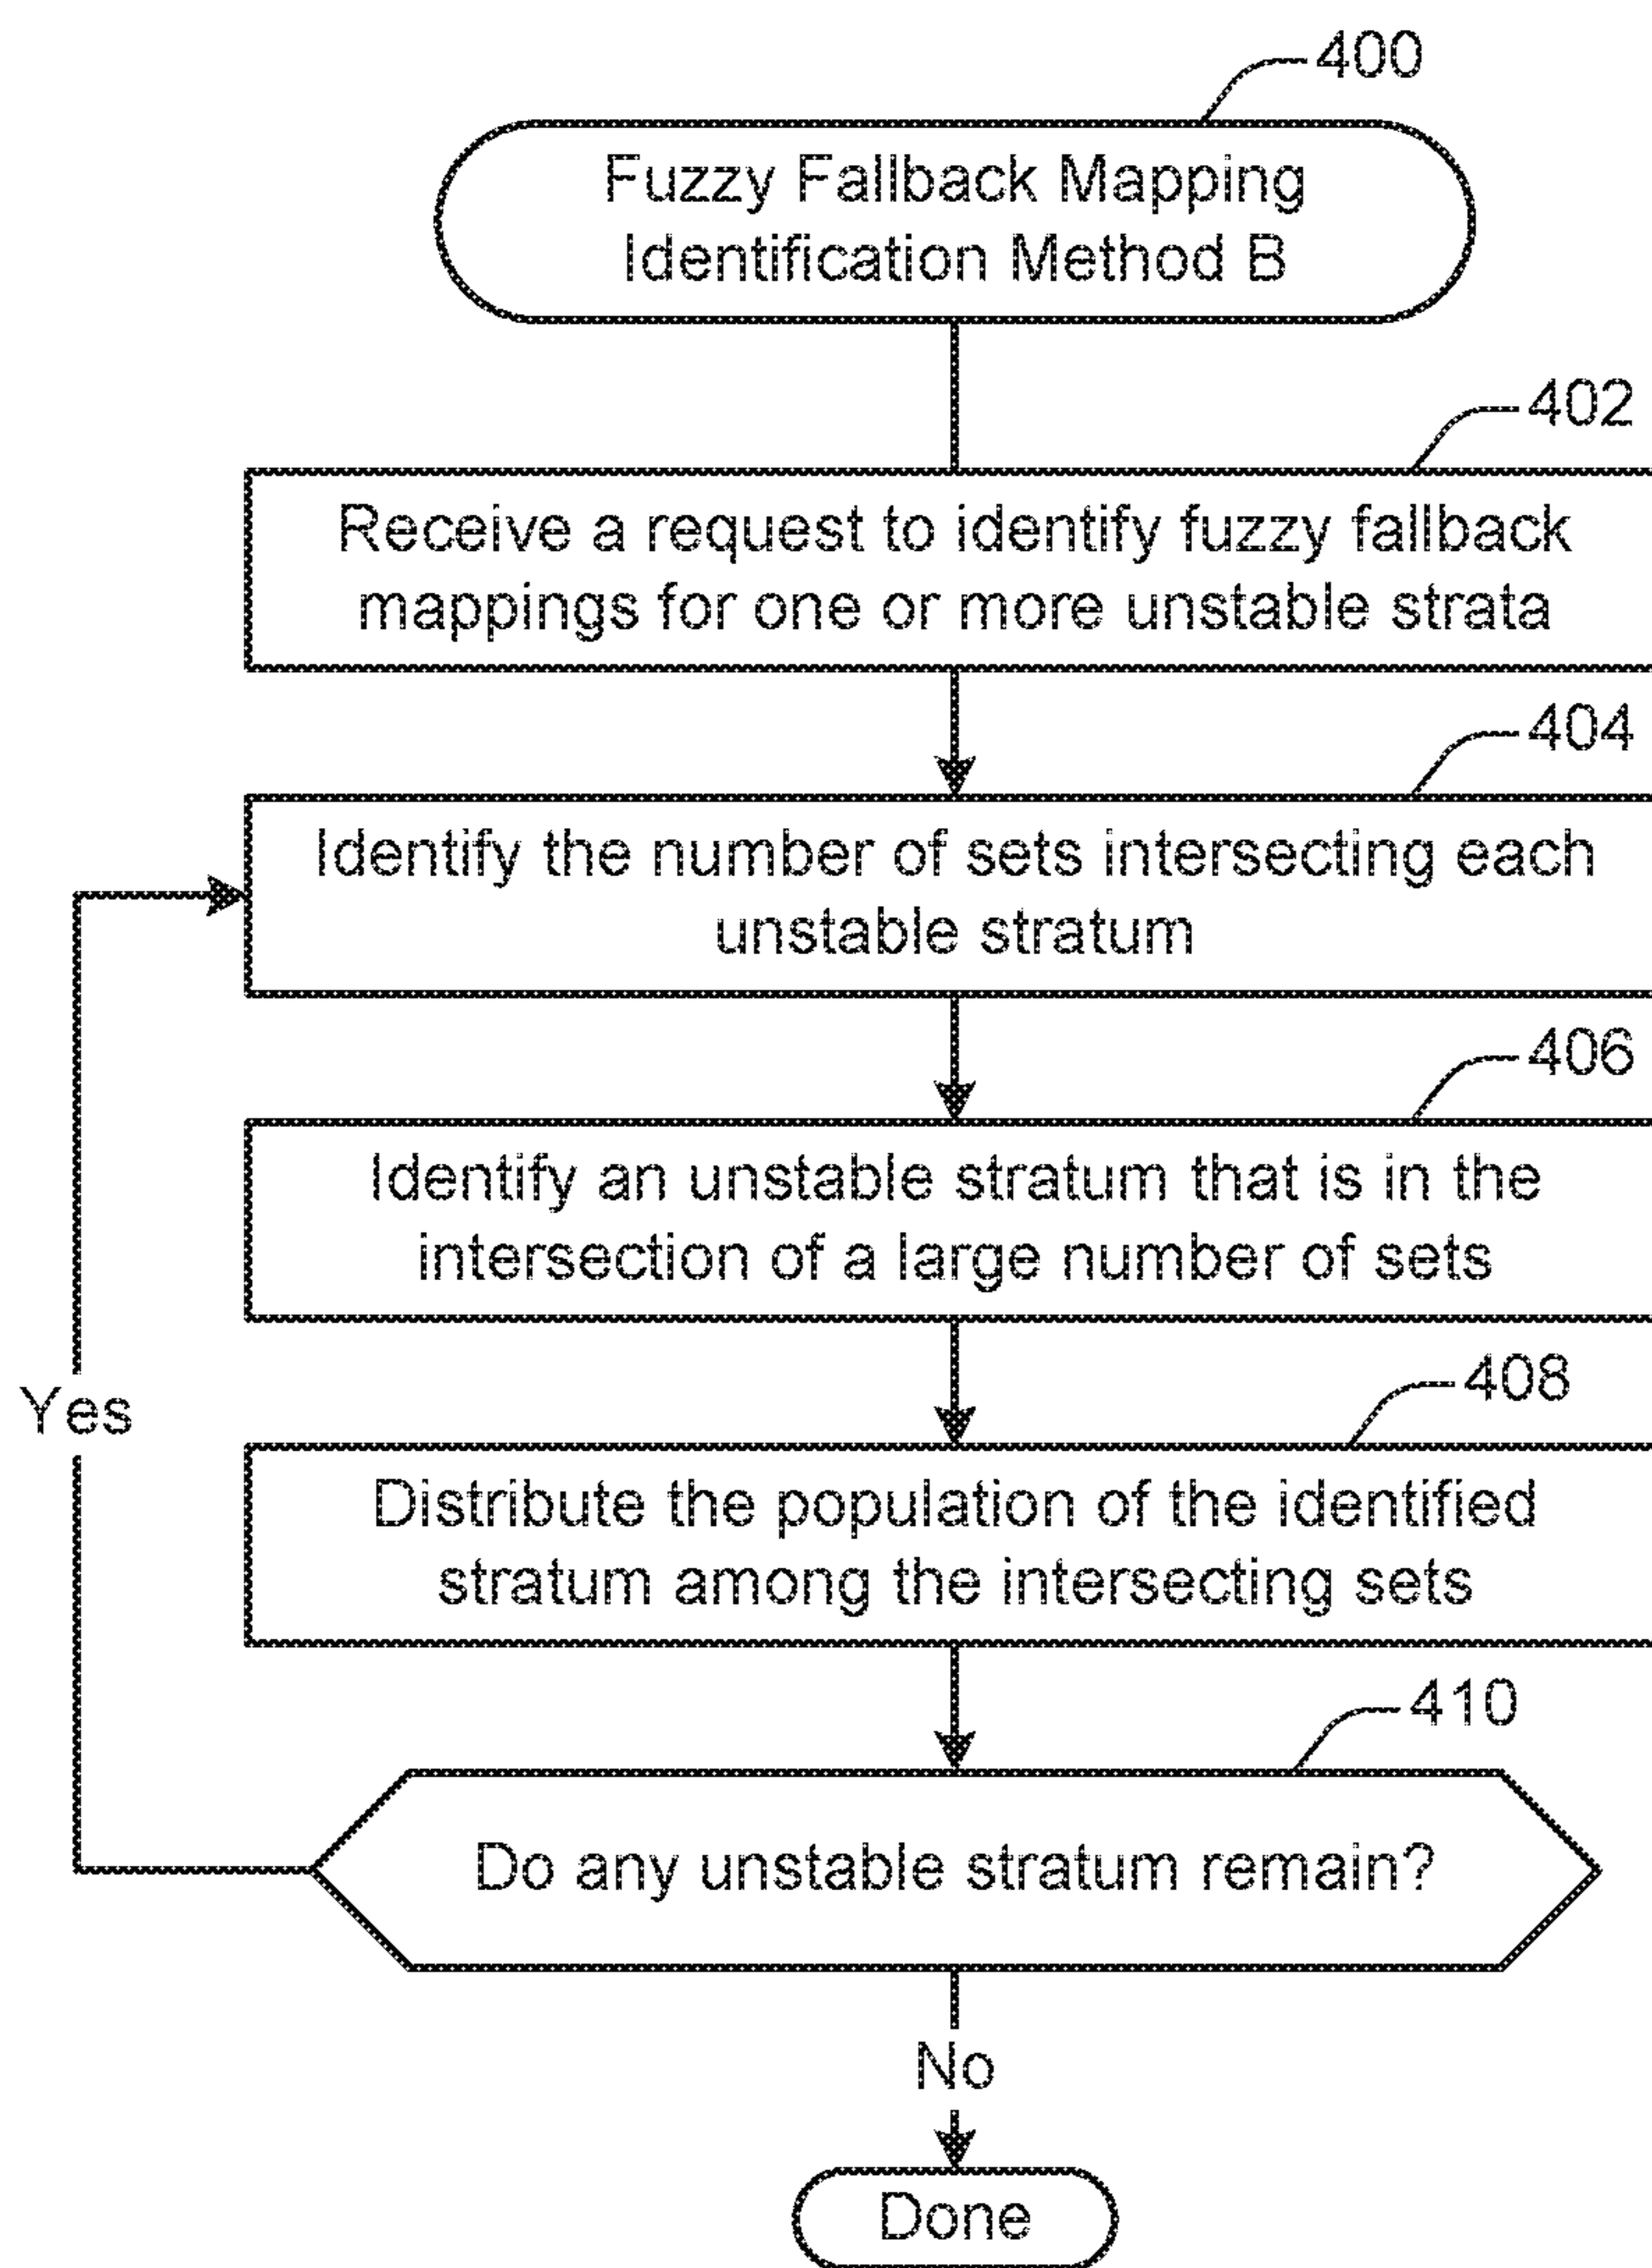 400
Fuzzy Fallback Mapping
Identification Method B
402
Receive a request to identify fuzzy fallback
mappings for one or more unstable strata
404
Identify the number of sets intersecting each
unstable stratum
406
Identify an unstable stratum that is in the
intersection of a large number of sets
Yes
408
Distribute the population of the identified
stratum among the intersecting sets
410
Do any unstable stratum remain?
No
Done